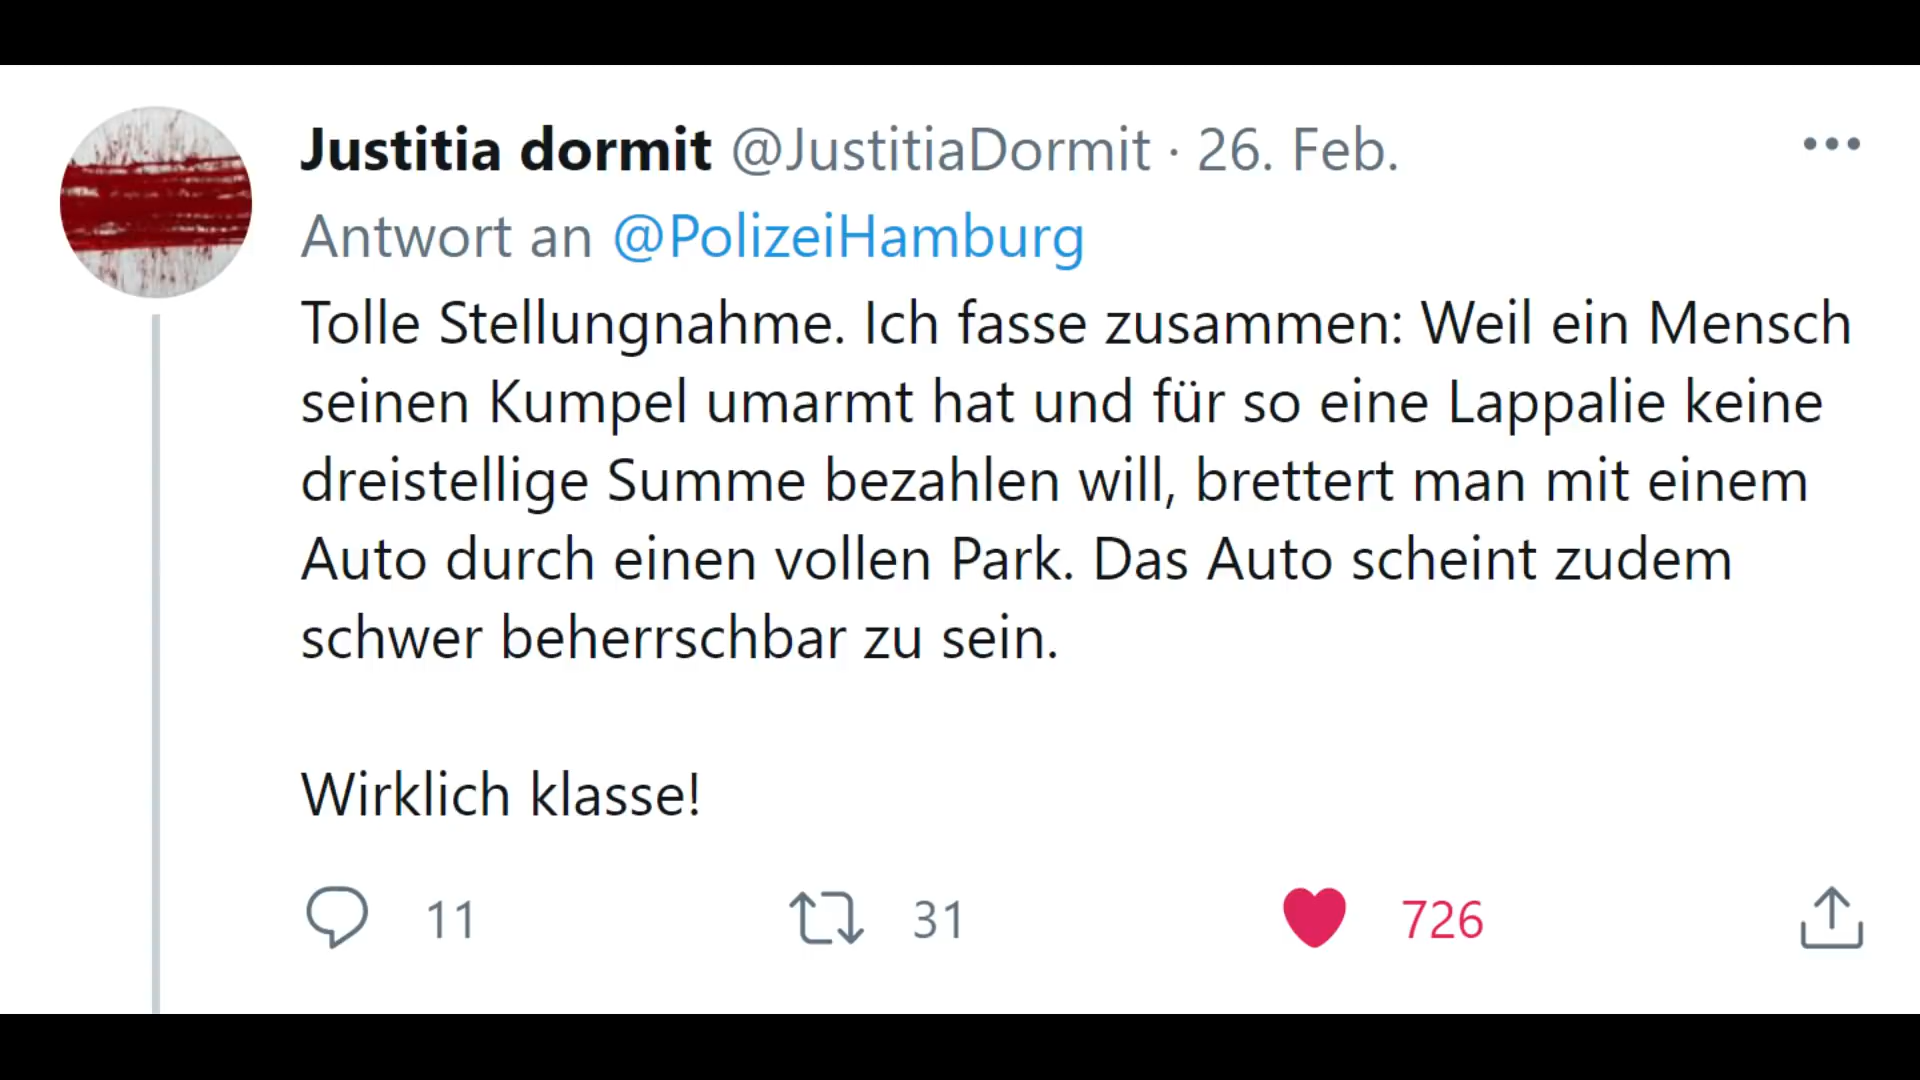 Justitia dormit @JustitiaDormit · 26. Feb.
Antwort an @PolizeiHamburg
Tolle Stellungnahme. Ich fasse zusammen: Weil ein Mensch
seinen Kumpel umarmt hat und für so eine Lappalie keine
dreistellige Summe bezahlen will, brettert man mit einem
Auto durch einen vollen Park. Das Auto scheint zudem
schwer beherrschbar zu sein.
Wirklich klasse!
11 31 726